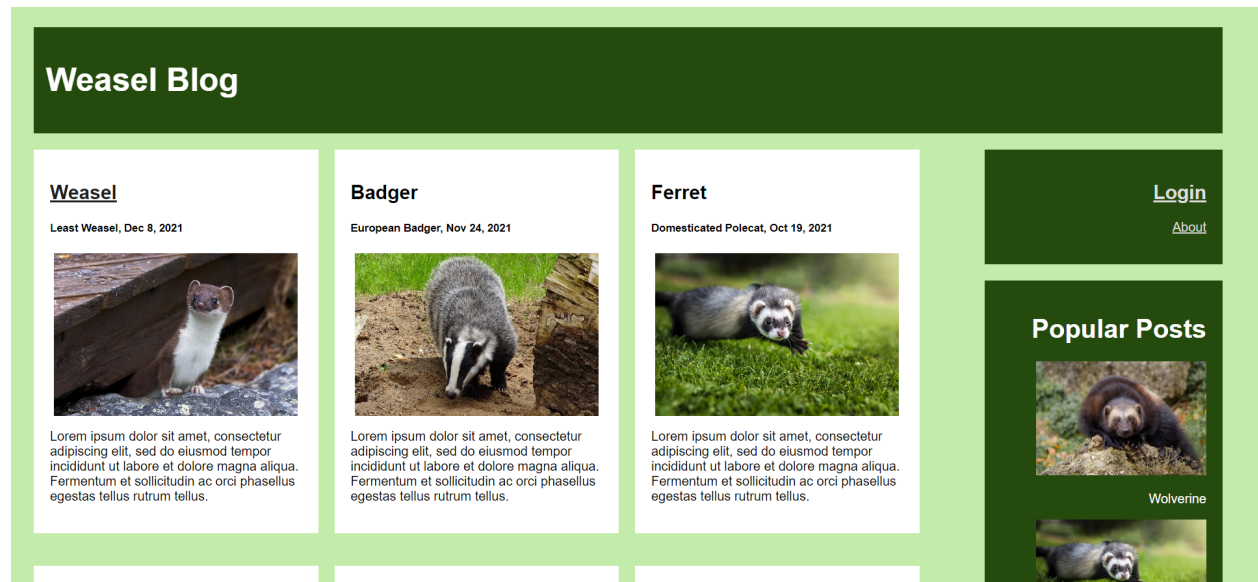 Weasel Blog
Weasel
Least Weasel, Dec 8, 2021
Lorem ipsum dolor sit amet, consectetur
adipiscing elit, sed do eiusmod tempor
incididunt ut labore et dolore magna aliqua.
Fermentum et sollicitudin ac orci phasellus
egestas tellus rutrum tellus.
Badger
European Badger, Nov 24, 2021
Lorem ipsum dolor sit amet, consectetur
adipiscing elit, sed do eiusmod tempor
incididunt ut labore et dolore magna aliqua.
Fermentum et sollicitudin ac orci phasellus
egestas tellus rutrum tellus.
Ferret
Domesticated Polecat, Oct 19, 2021
Lorem ipsum dolor sit amet, consectetur
adipiscing elit, sed do eiusmod tempor
incididunt ut labore et dolore magna aliqua.
Fermentum et sollicitudin ac orci phasellus
egestas tellus rutrum tellus.
Login
About
Popular Posts
Wolverine